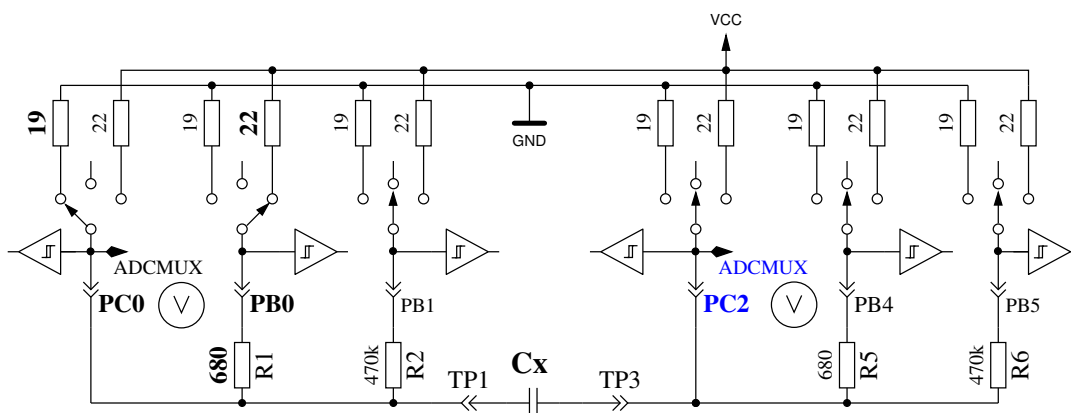 VCC
19
22
19
22
19
22
GND
19
22
19
22
19
22
ADCMUX
ADCMUX
PC0
V
PB0
PB1
PC2
V
PB4
PB5
680
R1
470k
R2
680
R5
470k
R6
TP1
Cx
TP3